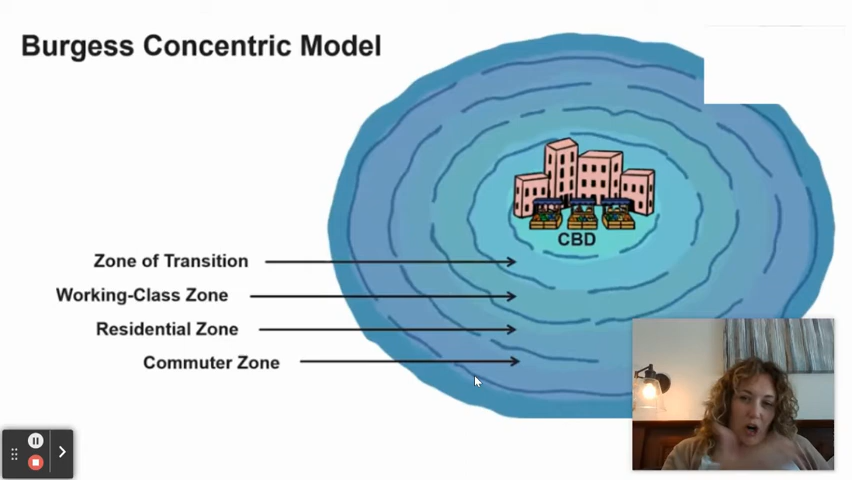 Burgess Concentric Model
CBD
Zone of Transition
Working-Class Zone
Residential Zone
Commuter Zone